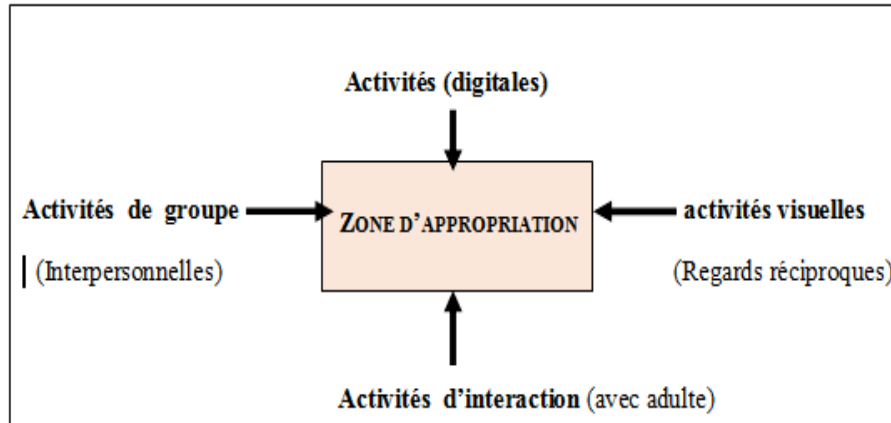 Activités (digitales)
Activités de groupe
ZONE D'APPROPRIATION
activités visuelles
(Interpersonnelles)
(Regards réciproques)
Activités d'interaction (avec adulte)